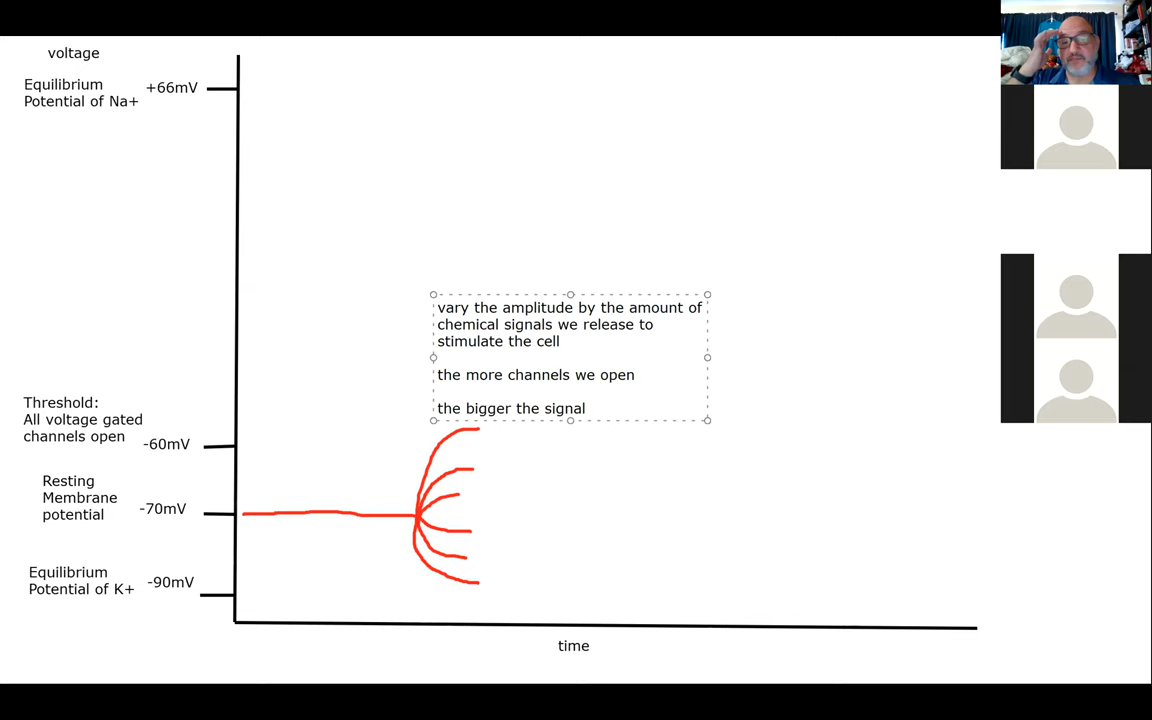 voltage
Equilibrium
Potential of Na+
+66mV
vary the amplitude by the amount of
chemical signals we release to
stimulate the cell
the more channels we open
the bigger the signal
Threshold:
All voltage gated
channels open
-60mV
Resting
Membrane
potential
-70mV
Equilibrium
Potential of K+
-90mV
time